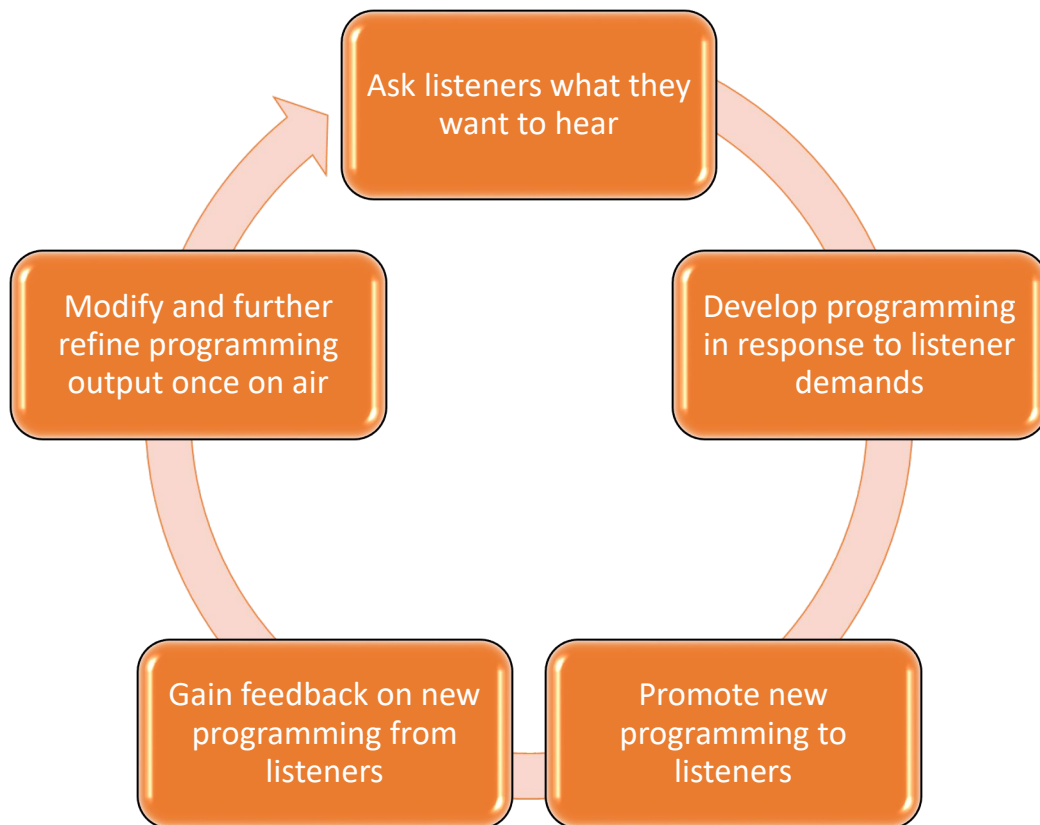 Ask listeners what they
want to hear
Develop programming
in response to listener
demands
Promote new
programming to
listeners
Gain feedback on new
programming from
listeners
Modify and further
refine programming
output once on air